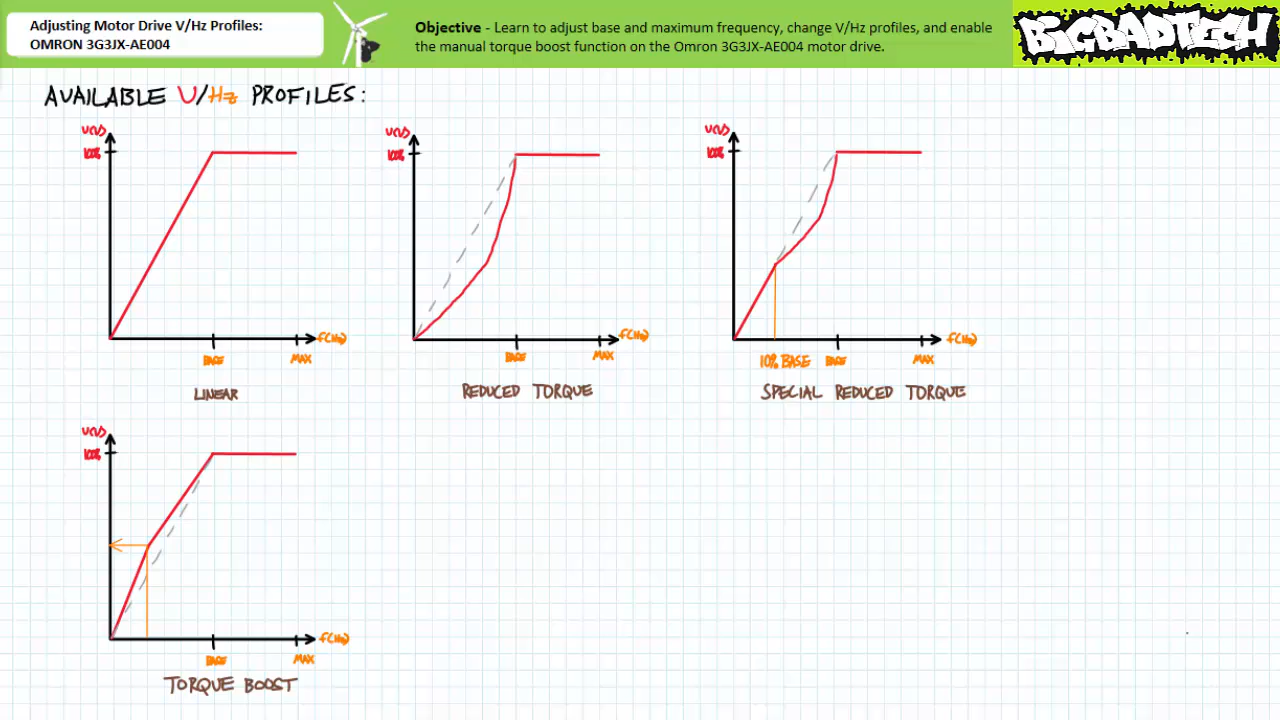 Adjusting Motor Drive V/Hz Profiles:
OMRON 3G3JX-AE004
Objective - Learn to adjust base and maximum frequency, change V/Hz profiles, and enable
the manual torque boost function on the Omron 3G3JX-AE004 motor drive.
BIGBADTECH
AVAILABLE V/Hz PROFILES:
V(V)
100%
f(Hz)
BASE
MAX
LINEAR
V(V)
100%
f(Hz)
BASE
MAX
REDUCED TORQUE
V(V)
100%
f(Hz)
10% BASE
BASE
MAX
SPECIAL REDUCED TORQUE
V(V)
100%
f(Hz)
BASE
MAX
TORQUE BOOST